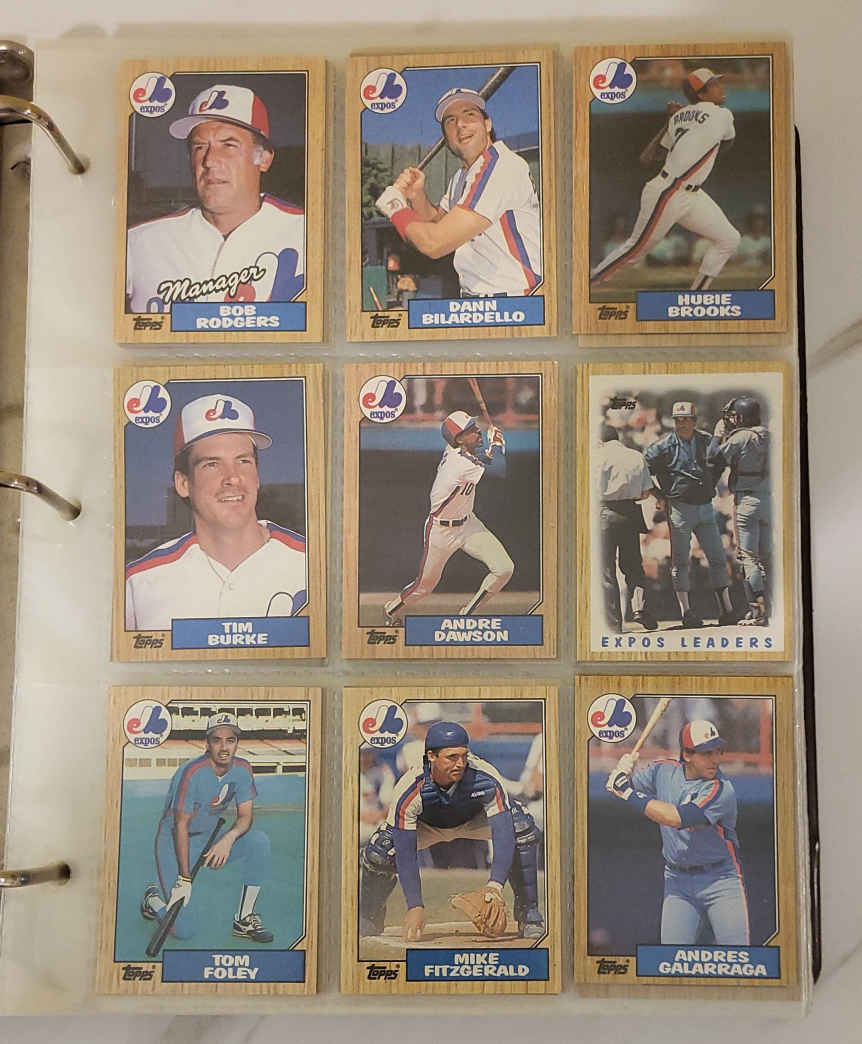 expos
Manager
Topps
BOB
RODGERS
expos
Topps
DANN
BILARDELLO
expos
BROOKS
Topps
HUBIE
BROOKS
expos
Topps
TIM
BURKE
expos
10
Topps
ANDRE
DAWSON
Topps
EXPOS LEADERS
expos
Topps
TOM
FOLEY
expos
Topps
MIKE
FITZGERALD
expos
Topps
ANDRES
GALARRAGA